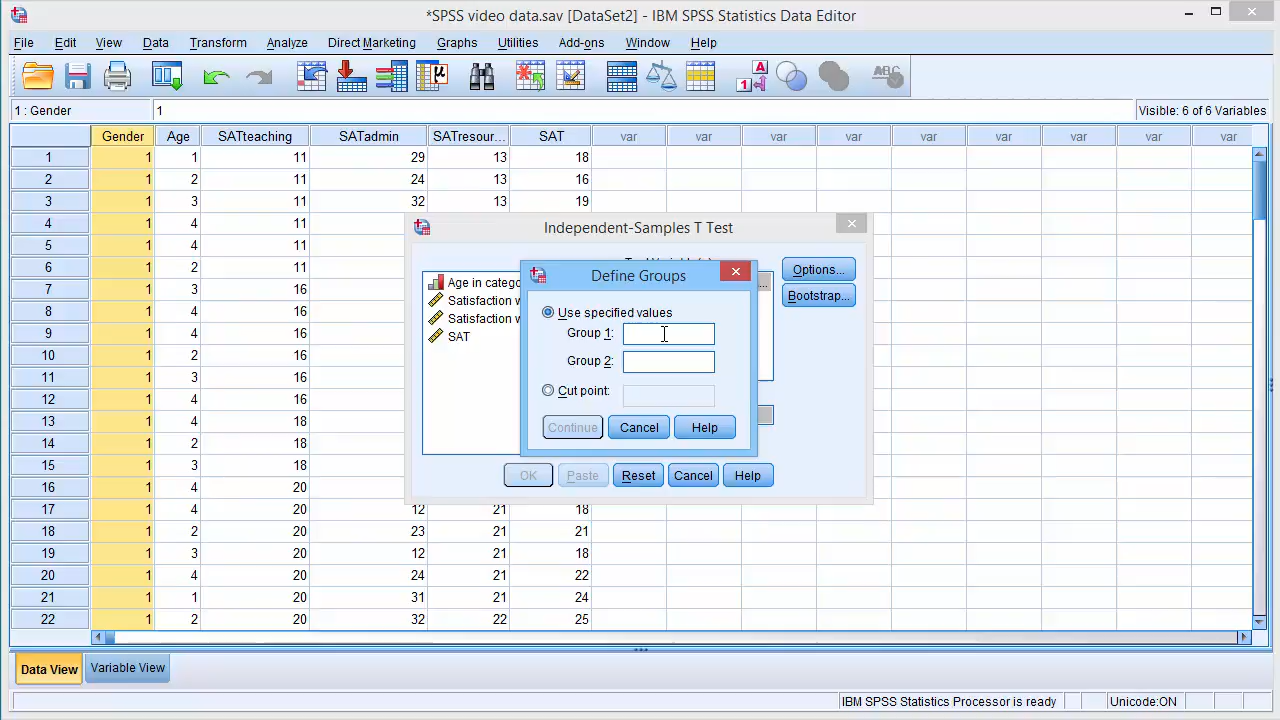 *SPSS video data.sav [DataSet2] - IBM SPSS Statistics Data Editor
File Edit View Data Transform Analyze Direct Marketing Graphs Utilities Add-ons Window Help
A
1
ABC
1 : Gender 1 Visible: 6 of 6 Variables
Gender Age SATteaching SATadmin SATresour... SAT var var var var var var var var var
1 1 1 11 29 13 18
2 1 2 11 24 13 16
3 1 3 11 32 13 19
4 1 4 11
5 1 4 11
6 1 2 11
7 1 3 16
8 1 4 16
9 1 4 16
10 1 2 16
11 1 3 16
12 1 4 16
13 1 4 18
14 1 2 18
15 1 3 18
16 1 4 20
17 1 4 20 12 21 18
18 1 2 20 23 21 21
19 1 3 20 12 21 18
20 1 4 20 24 21 22
21 1 1 20 31 21 24
22 1 2 20 32 22 25
Independent-Samples T Test
Age in catego
Satisfaction w
Satisfaction w
SAT
...
Options...
Bootstrap...
OK Paste Reset Cancel Help
Define Groups
Use specified values
Group 1:
Group 2:
Cut point:
Continue Cancel Help
Data View Variable View
IBM SPSS Statistics Processor is ready Unicode:ON